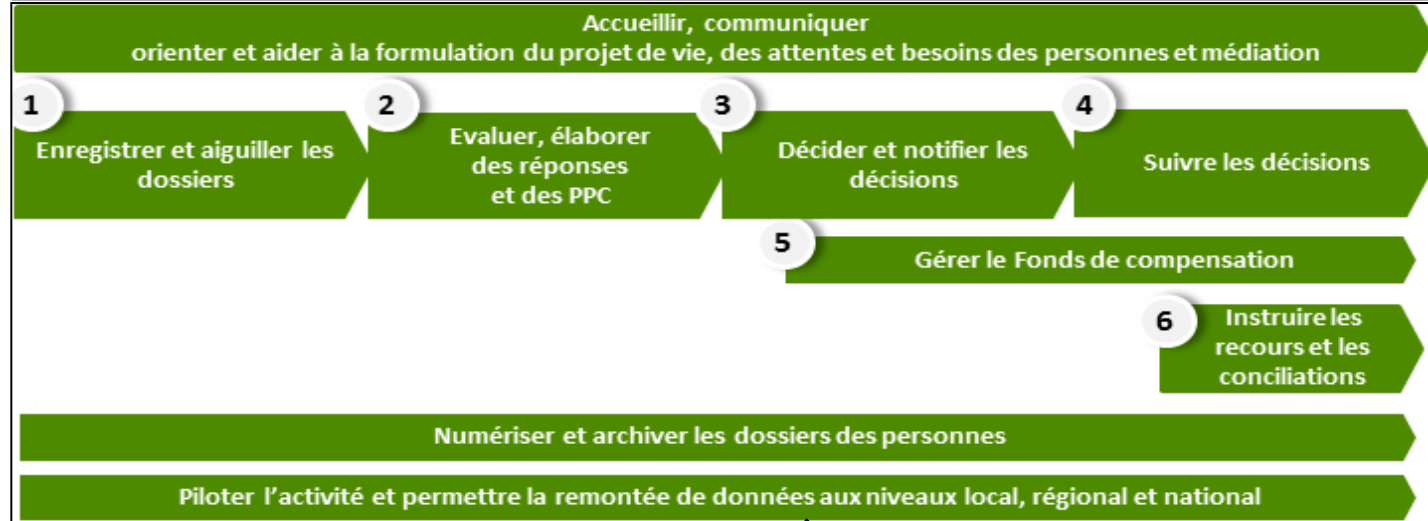 Accueillir, communiquer
orienter et aider à la formulation du projet de vie, des attentes et besoins des personnes et médiation
1
Enregistrer et aiguiller les
dossiers
2
Evaluer, élaborer
des réponses
et des PPC
3
Décider et notifier les
décisions
4
Suivre les décisions
5
Gérer le Fonds de compensation
6
Instruire les
recours et les
conciliations
Numériser et archiver les dossiers des personnes
Piloter l’activité et permettre la remontée de données aux niveaux local, régional et national